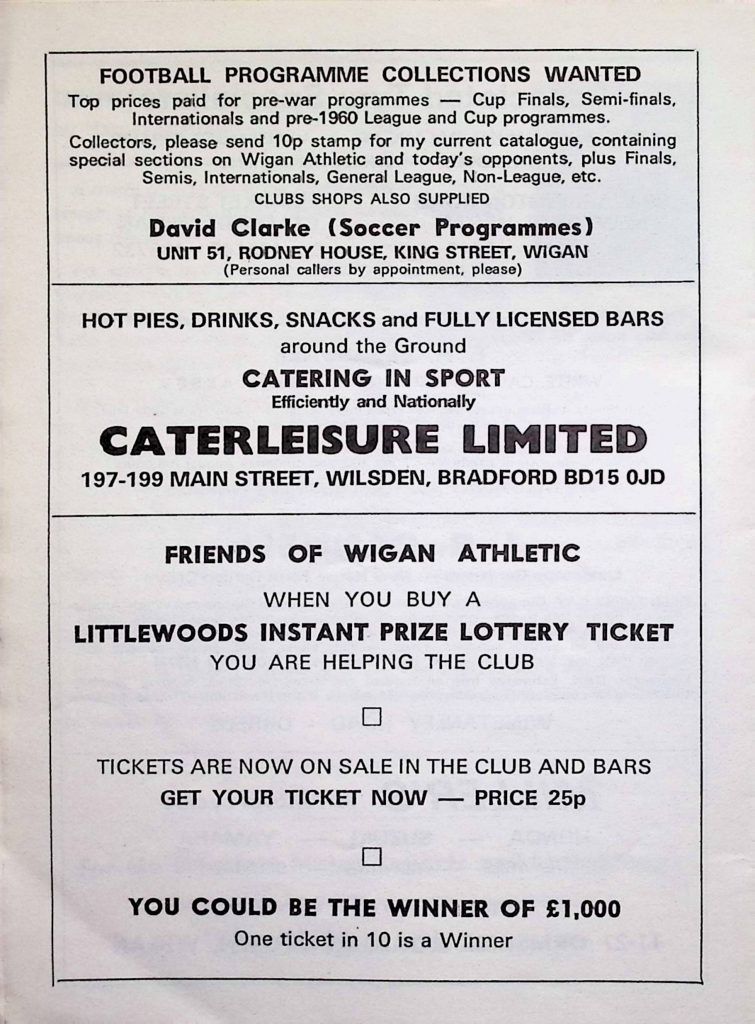 FOOTBALL PROGRAMME COLLECTIONS WANTED
Top prices paid for pre-war programmes — Cup Finals, Semi-finals,
Internationals and pre-1960 League and Cup programmes.
Collectors, please send 10p stamp for my current catalogue, containing
special sections on Wigan Athletic and today's opponents, plus Finals,
Semis, Internationals, General League, Non-League, etc.
CLUBS SHOPS ALSO SUPPLIED
David Clarke (Soccer Programmes)
UNIT 51, RODNEY HOUSE, KING STREET, WIGAN
(Personal callers by appointment, please)
HOT PIES, DRINKS, SNACKS and FULLY LICENSED BARS
around the Ground
CATERING IN SPORT
Efficiently and Nationally
CATERLEISURE LIMITED
197-199 MAIN STREET, WILSDEN, BRADFORD BD15 0JD
FRIENDS OF WIGAN ATHLETIC
WHEN YOU BUY A
LITTLEWOODS INSTANT PRIZE LOTTERY TICKET
YOU ARE HELPING THE CLUB
TICKETS ARE NOW ON SALE IN THE CLUB AND BARS
GET YOUR TICKET NOW — PRICE 25p
YOU COULD BE THE WINNER OF £1,000
One ticket in 10 is a Winner